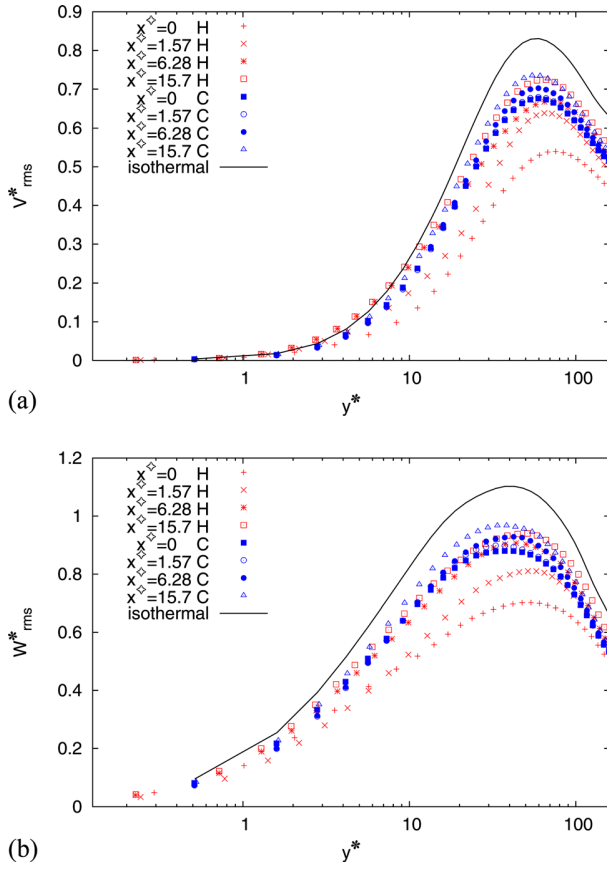 0.9
0.8
0.7
0.6
0.5
0.4
0.3
0.2
0.1
0
x✧=0 H
x✧=1.57 H
x✧=6.28 H
x✧=15.7 H
x✧=0 C
x✧=1.57 C
x✧=6.28 C
x✧=15.7 C
isothermal
V*rms
1 10 100
y*
(a)
1.2
1
0.8
0.6
0.4
0.2
0
x✧=0 H
x✧=1.57 H
x✧=6.28 H
x✧=15.7 H
x✧=0 C
x✧=1.57 C
x✧=6.28 C
x✧=15.7 C
isothermal
W*rms
1 10 100
y*
(b)